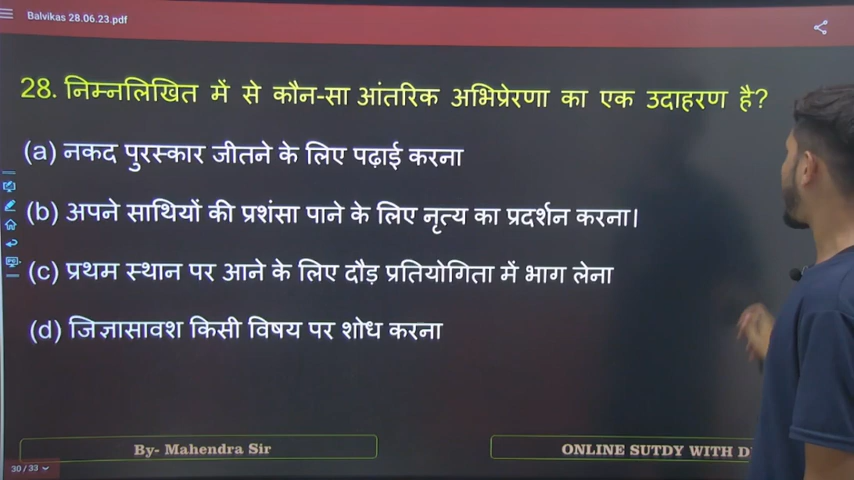 Balvikas 28.06.23.pdf
28. निम्नलिखित में से कौन-सा आंतरिक अभिप्रेरणा का एक उदाहरण है?
(a) नकद पुरस्कार जीतने के लिए पढ़ाई करना
(b) अपने साथियों की प्रशंसा पाने के लिए नृत्य का प्रदर्शन करना।
(c) प्रथम स्थान पर आने के लिए दौड़ प्रतियोगिता में भाग लेना
(d) जिज्ञासावश किसी विषय पर शोध करना
By- Mahendra Sir
ONLINE SUTDY WITH D
30 / 33